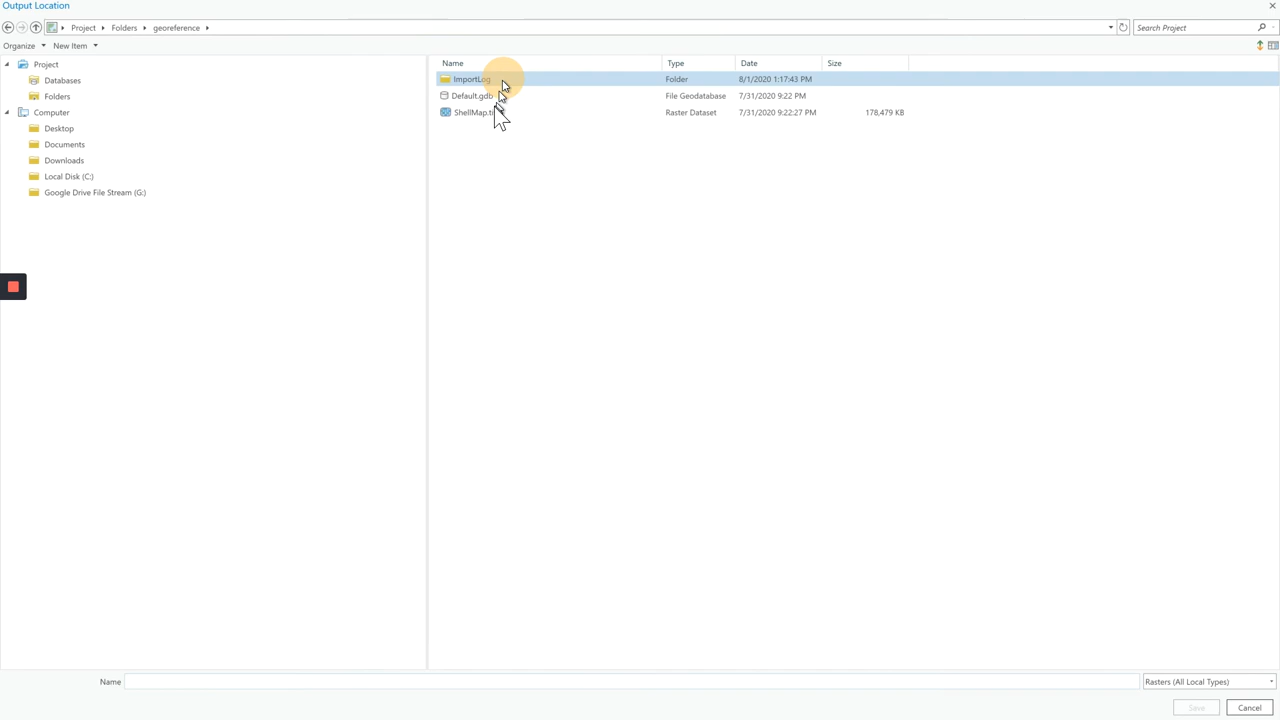 Output Location
Project Folders georeference
Search Project
Organize New Item
Name Type Date Size
Project
Databases
Folders
Computer
Desktop
Documents
Downloads
Local Disk (C:)
Google Drive File Stream (G:)
ImportLog Folder 8/1/2020 1:17:43 PM
Default.gdb File Geodatabase 7/31/2020 9:22 PM
Raster Dataset 7/31/2020 9:22:27 PM 178,479 KB
Name
Rasters (All Local Types)
Save Cancel